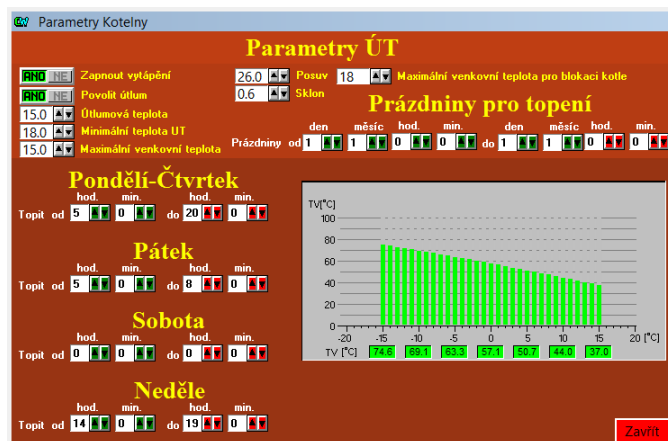 Parametry Kotelny
Parametry ÚT
ANO NE Zapnout vytápění 26.0 Posuv 18 Maximální venkovní teplota pro blokaci kotle
ANO NE Povolit útlum 0.6 Sklon
15.0 Útlumová teplota
18.0 Minimální teplota UT
15.0 Maximální venkovní teplota
Prázdniny pro topení
den měsíc hod. min. den měsíc hod. min.
Prázdniny od 1 1 0 0 do 1 1 0 0
Pondělí-Čtvrtek
hod. min. hod. min.
Topit od 5 0 do 20 0
Pátek
hod. min. hod. min.
Topit od 5 0 do 8 0
Sobota
hod. min. hod. min.
Topit od 0 0 do 0 0
Neděle
hod. min. hod. min.
Topit od 14 0 do 19 0
TV[°C]
100
80
60
40
20
0
-20 -15 -10 -5 0 5 10 15 20 [°C]
TV [°C] 74.6 69.1 63.3 57.1 50.7 44.0 37.0
Zavřít